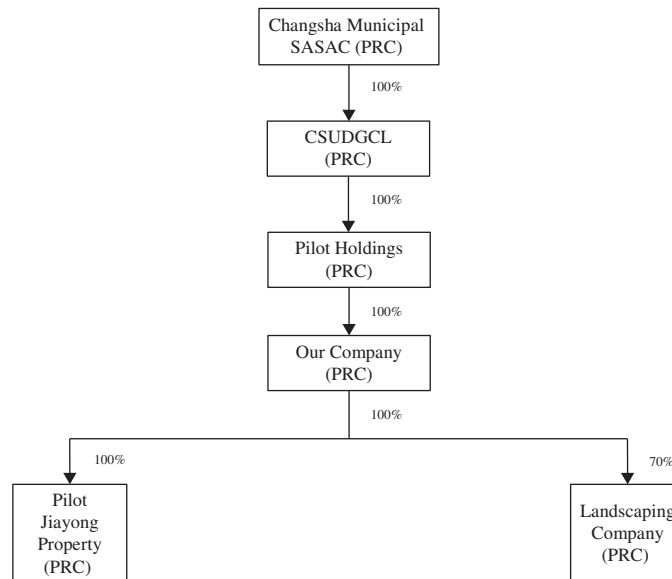 Changsha Municipal
SASAC (PRC)
100%
CSUDGCL
(PRC)
100%
Pilot Holdings
(PRC)
100%
Our Company
(PRC)
100%
100%
70%
Pilot
Jiayong
Property
(PRC)
Landscaping
Company
(PRC)